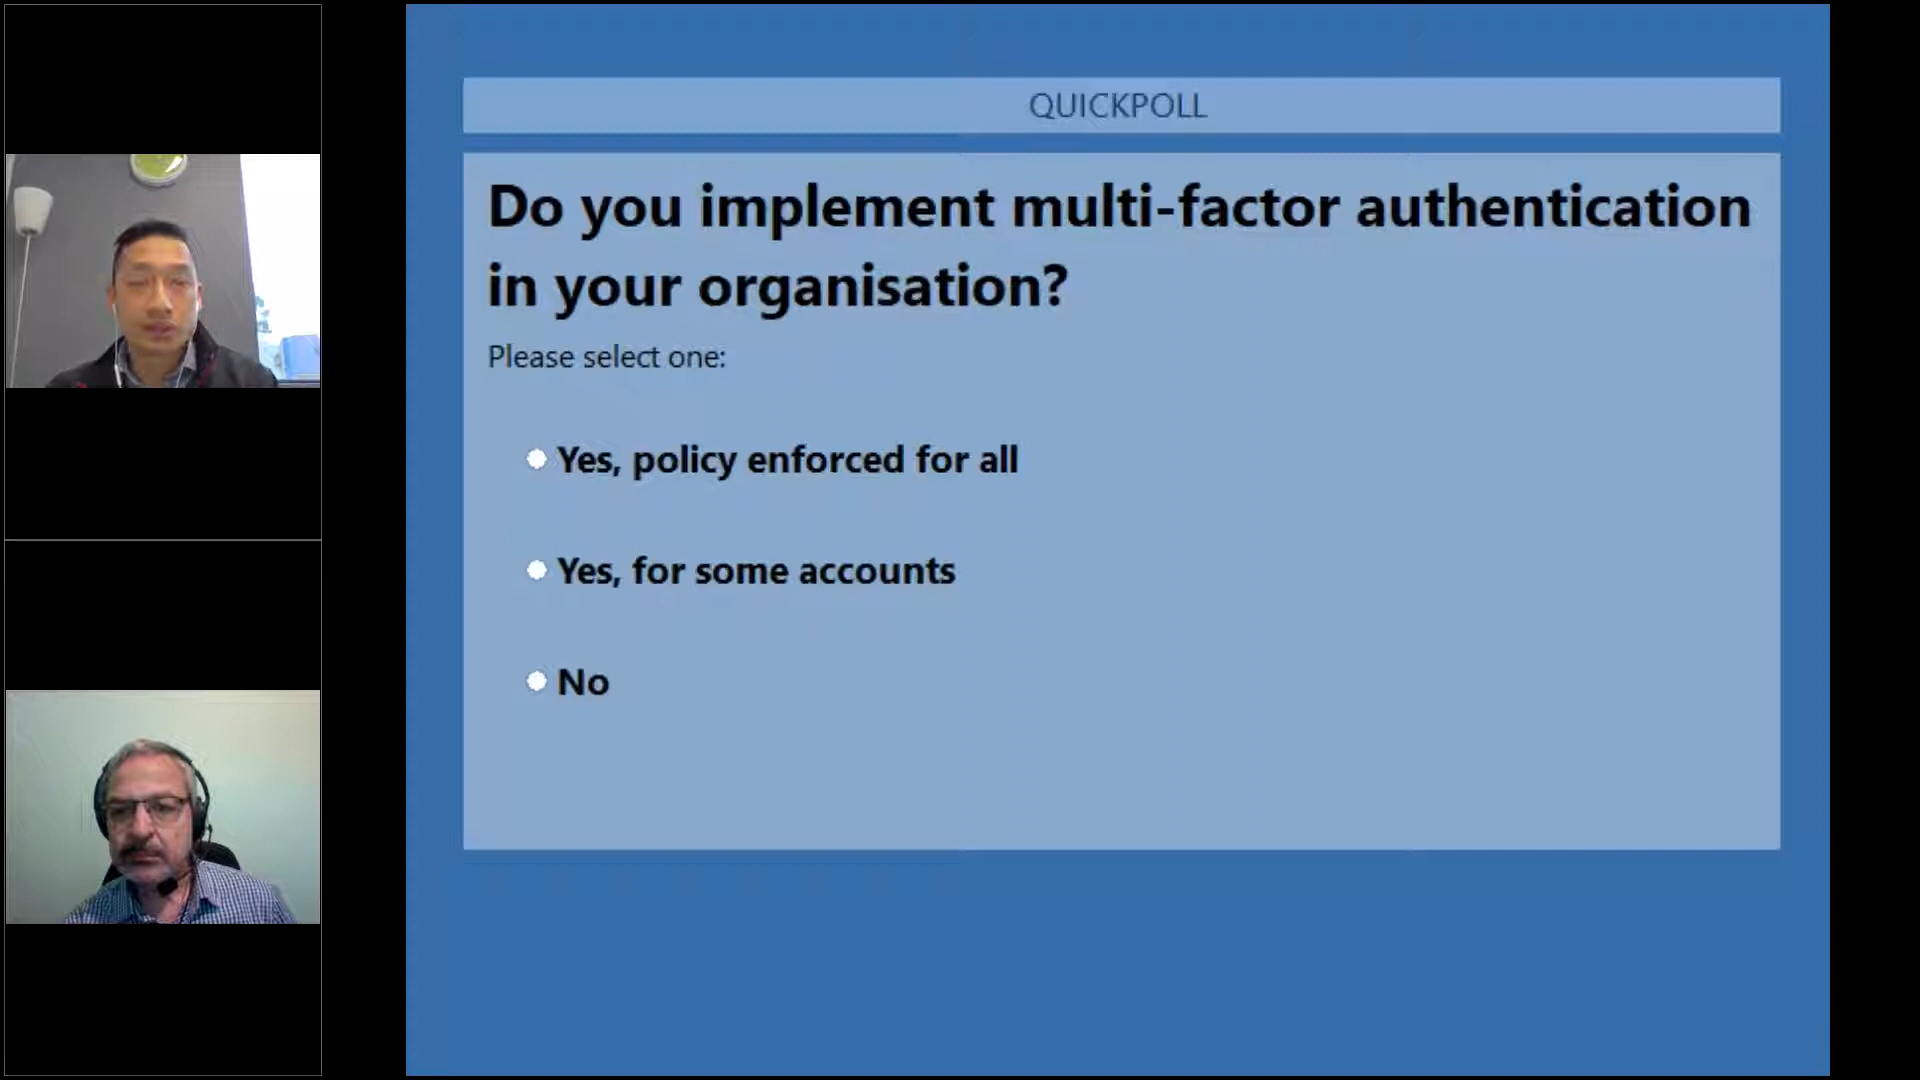 QUICKPOLL
Do you implement multi-factor authentication
in your organisation?
Please select one:
Yes, policy enforced for all
Yes, for some accounts
No